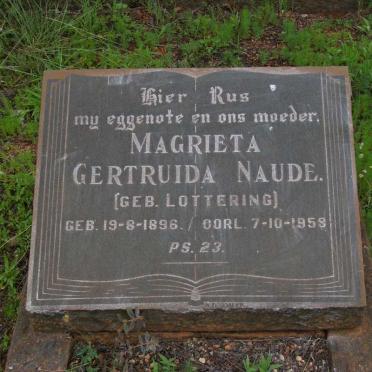 Hier Rus
my eggenote en ons moeder.
MAGRIETA
GERTRUIDA NAUDE.
(GEB. LOTTERING)
GEB. 19-8-1896. / OORL. 7-10-1958
PS. 23.